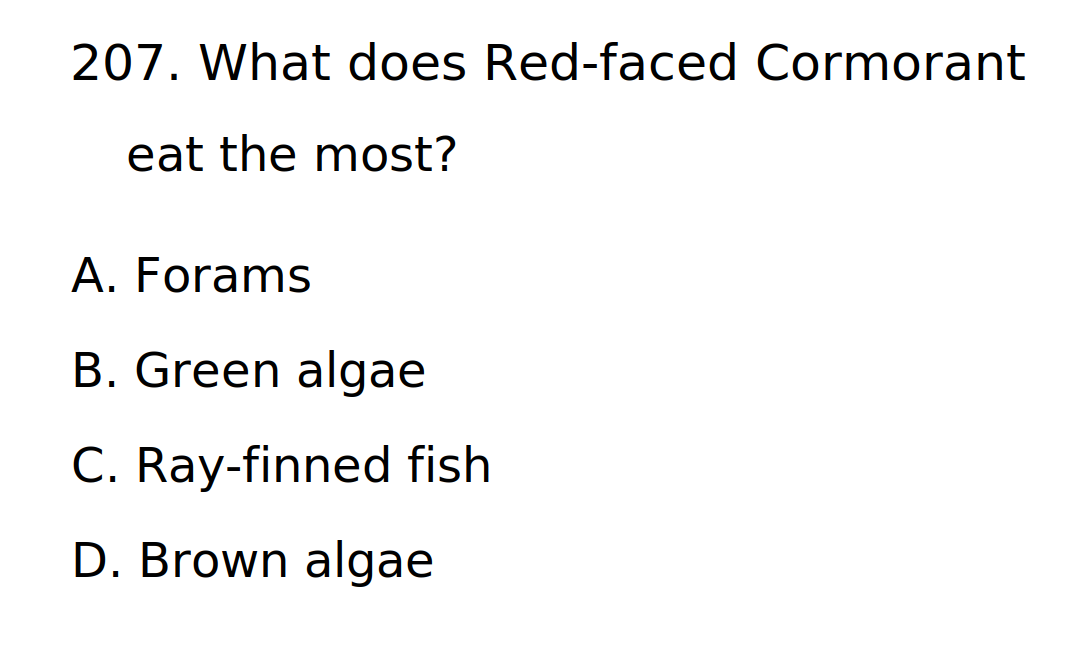 207. What does Red-faced Cormorant
eat the most?
A. Forams
B. Green algae
C. Ray-finned fish
D. Brown algae